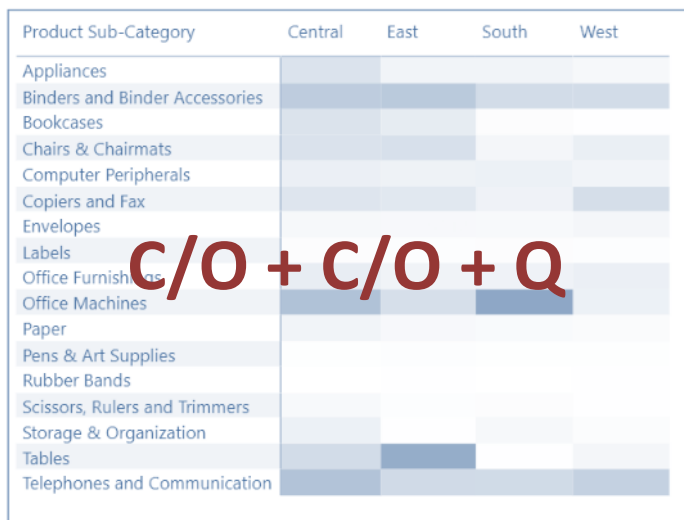 Product Sub-Category Central East South West
Appliances
Binders and Binder Accessories
Bookcases
Chairs & Chairmats
Computer Peripherals
Copiers and Fax
Envelopes
Labels
C/O + C/O + Q
Office Furnishings
Office Machines
Paper
Pens & Art Supplies
Rubber Bands
Scissors, Rulers and Trimmers
Storage & Organization
Tables
Telephones and Communication